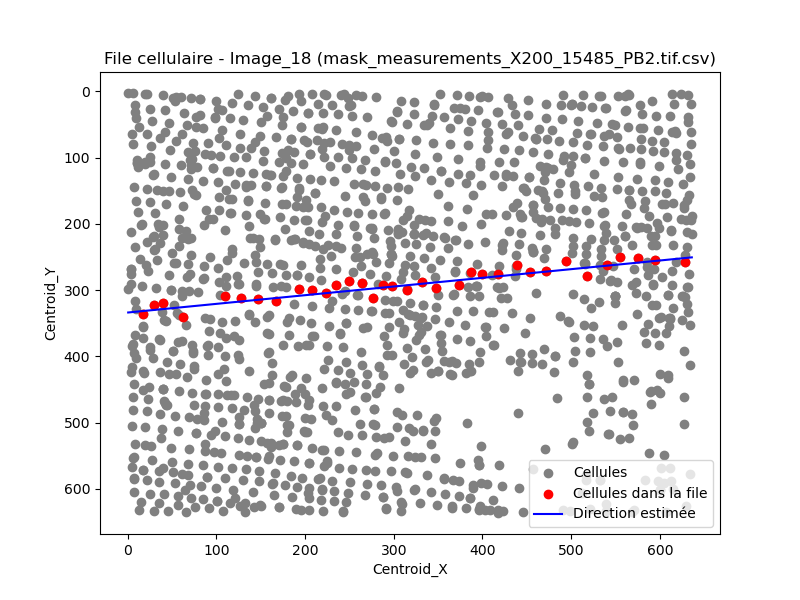 File cellulaire - Image_18 (mask_measurements_X200_15485_PB2.tif.csv)
0
100
200
300
400
500
600
Centroid_Y
0
100
200
300
400
500
600
Centroid_X
Cellules
Cellules dans la file
Direction estimée